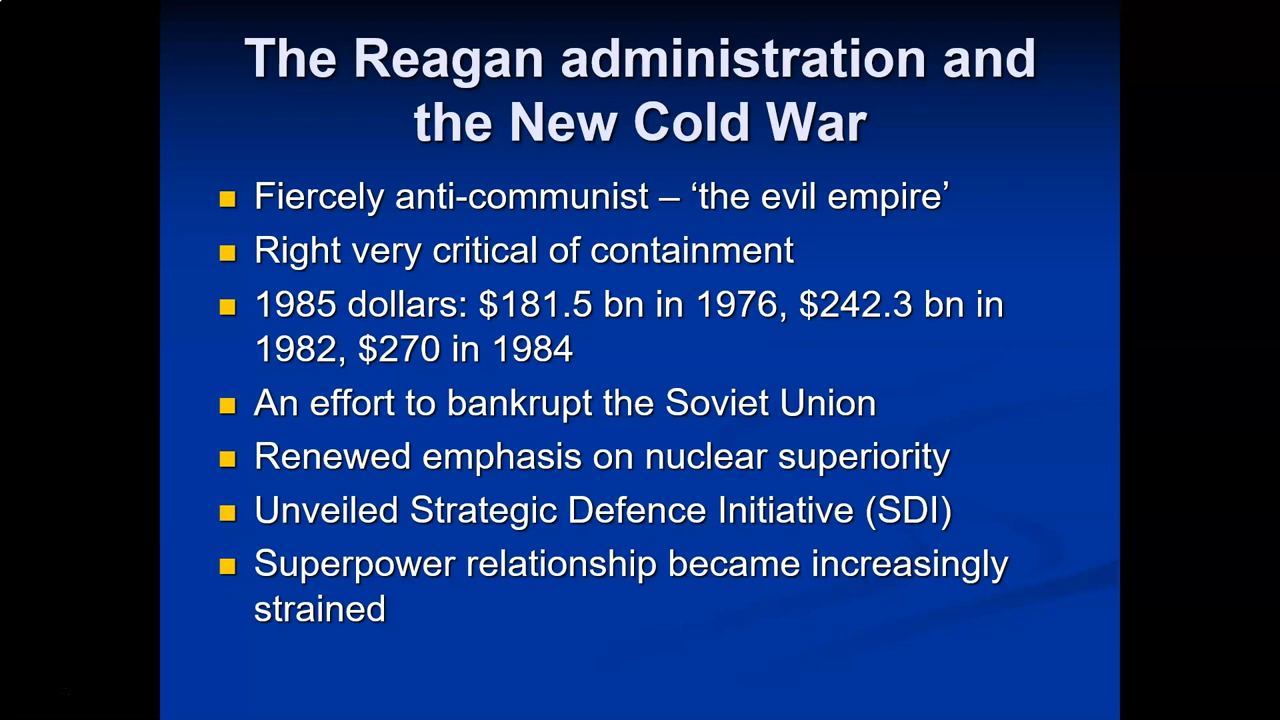 The Reagan administration and
the New Cold War
Fiercely anti-communist – ‘the evil empire’
Right very critical of containment
1985 dollars: $181.5 bn in 1976, $242.3 bn in
1982, $270 in 1984
An effort to bankrupt the Soviet Union
Renewed emphasis on nuclear superiority
Unveiled Strategic Defence Initiative (SDI)
Superpower relationship became increasingly
strained